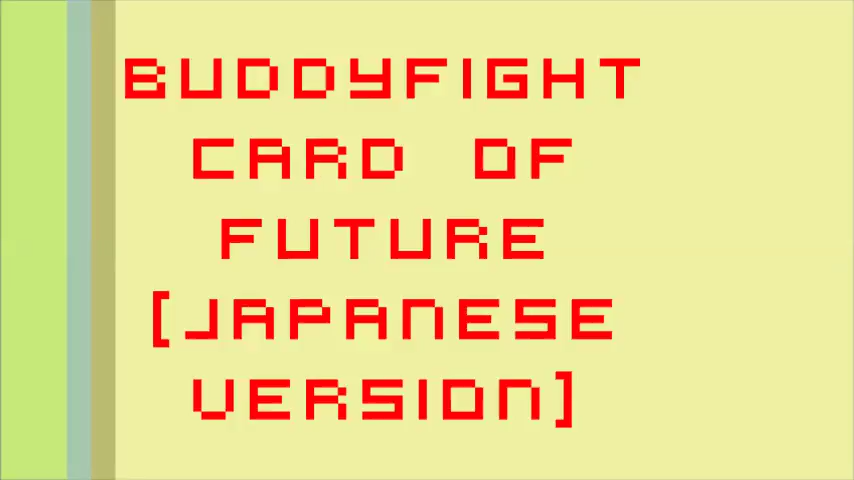 BUDDYFIGHT
CARD OF
FUTURE
[JAPANESE
VERSION]